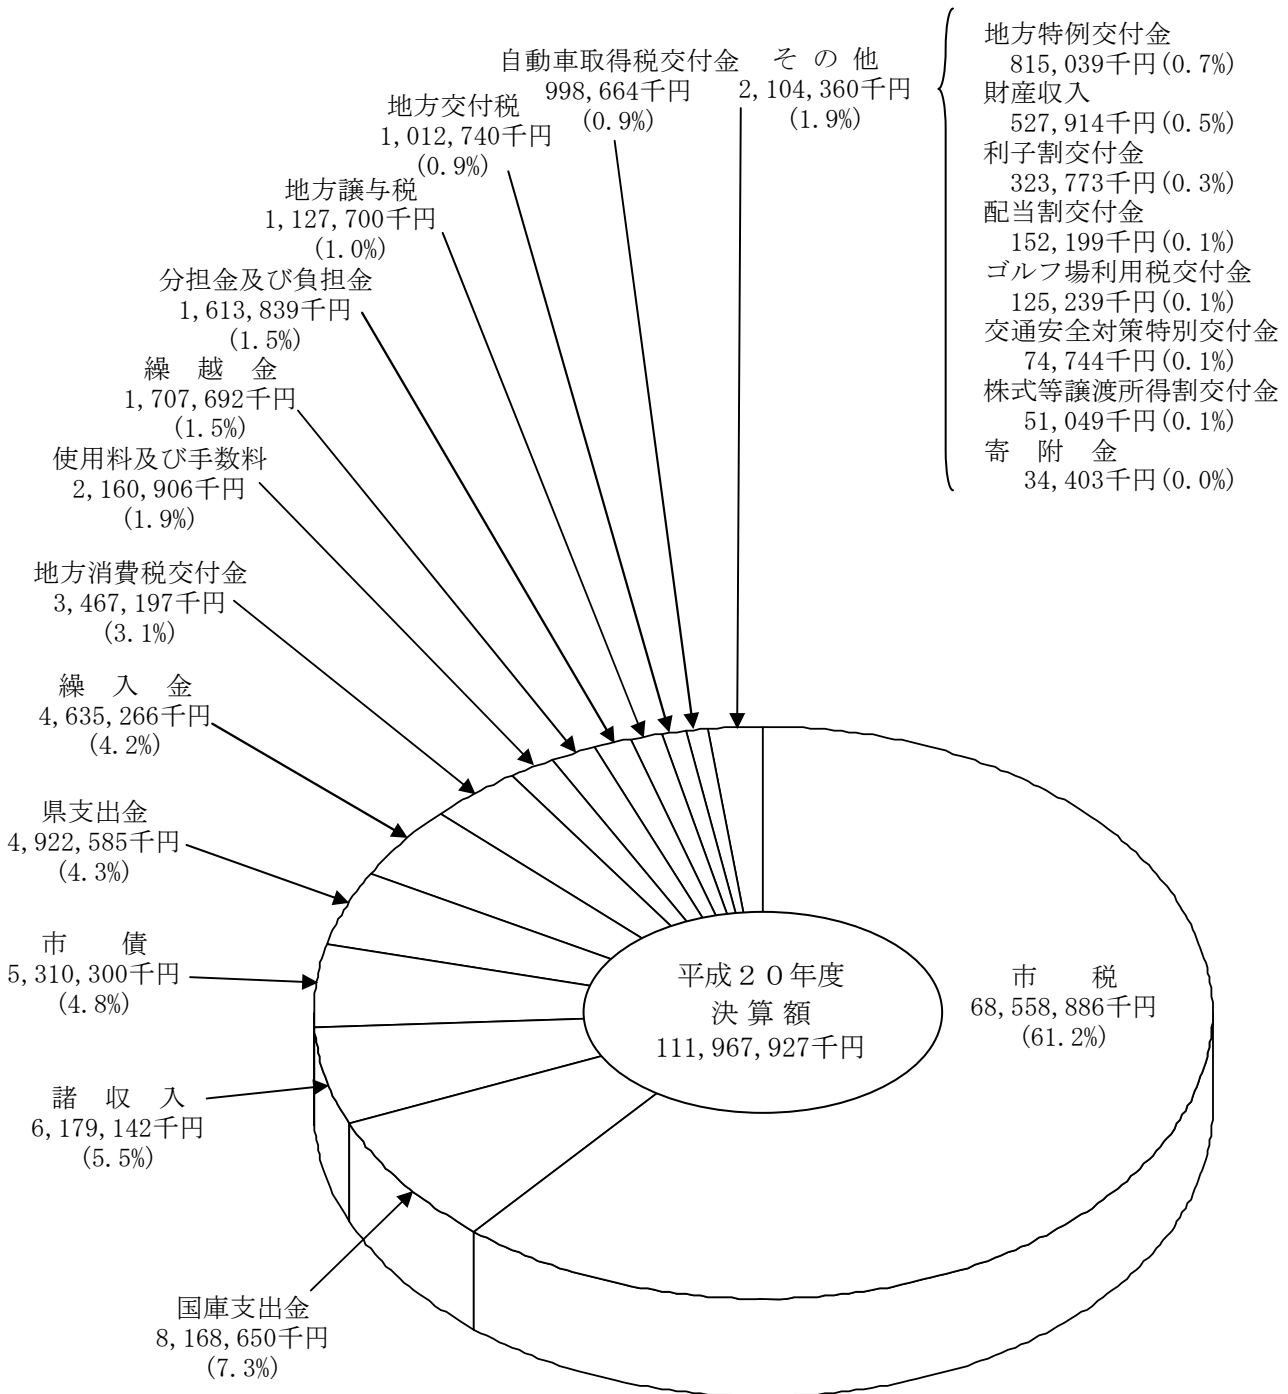 自動車取得税交付金
998,664千円
(0.9%)
そ の 他
2,104,360千円
(1.9%)
地方特例交付金
815,039千円(0.7%)
財産収入
527,914千円(0.5%)
利子割交付金
323,773千円(0.3%)
配当割交付金
152,199千円(0.1%)
ゴルフ場利用税交付金
125,239千円(0.1%)
交通安全対策特別交付金
74,744千円(0.1%)
株式等譲渡所得割交付金
51,049千円(0.1%)
寄 附 金
34,403千円(0.0%)
地方交付税
1,012,740千円
(0.9%)
地方譲与税
1,127,700千円
(1.0%)
分担金及び負担金
1,613,839千円
(1.5%)
繰 越 金
1,707,692千円
(1.5%)
使用料及び手数料
2,160,906千円
(1.9%)
地方消費税交付金
3,467,197千円
(3.1%)
繰 入 金
4,635,266千円
(4.2%)
県支出金
4,922,585千円
(4.3%)
市 債
5,310,300千円
(4.8%)
諸 収 入
6,179,142千円
(5.5%)
国庫支出金
8,168,650千円
(7.3%)
平成20年度
決 算 額
111,967,927千円
市 税
68,558,886千円
(61.2%)